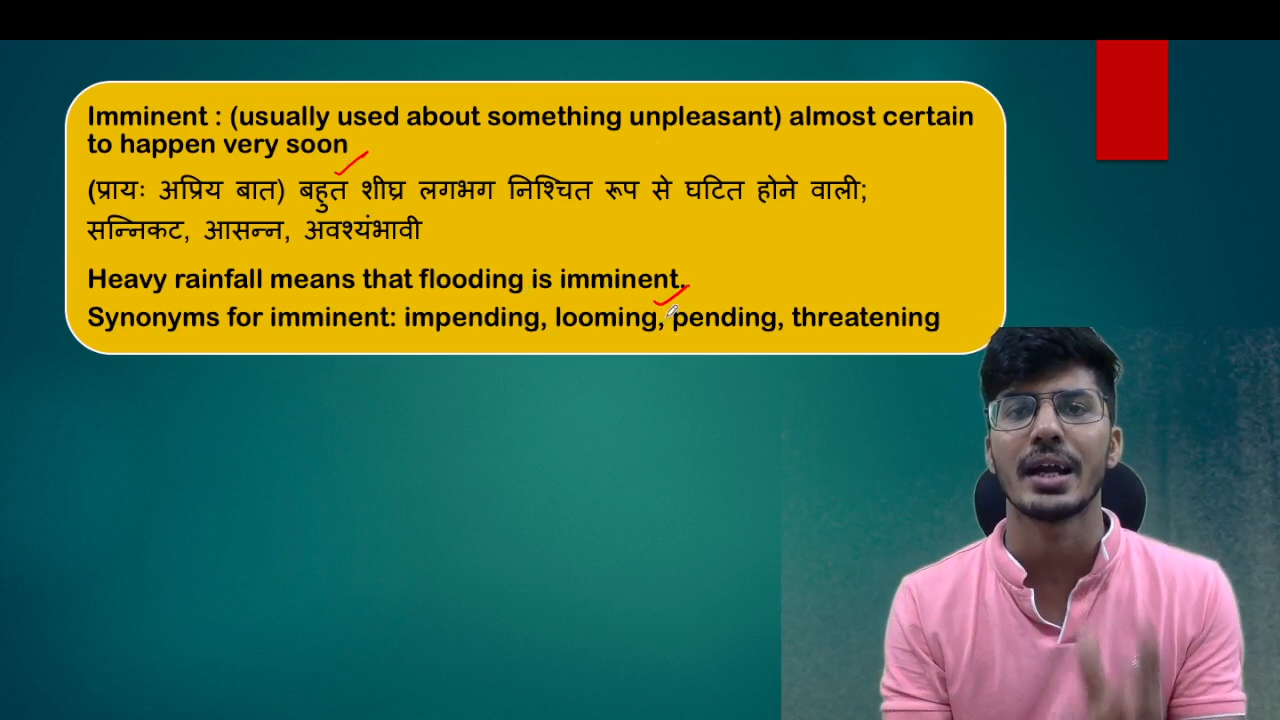 Imminent : (usually used about something unpleasant) almost certain
to happen very soon
(प्रायः अप्रिय बात) बहुत शीघ्र लगभग निश्चित रूप से घटित होने वाली;
सन्निकट, आसन्न, अवश्यंभावी
Heavy rainfall means that flooding is imminent.
Synonyms for imminent: impending, looming, pending, threatening